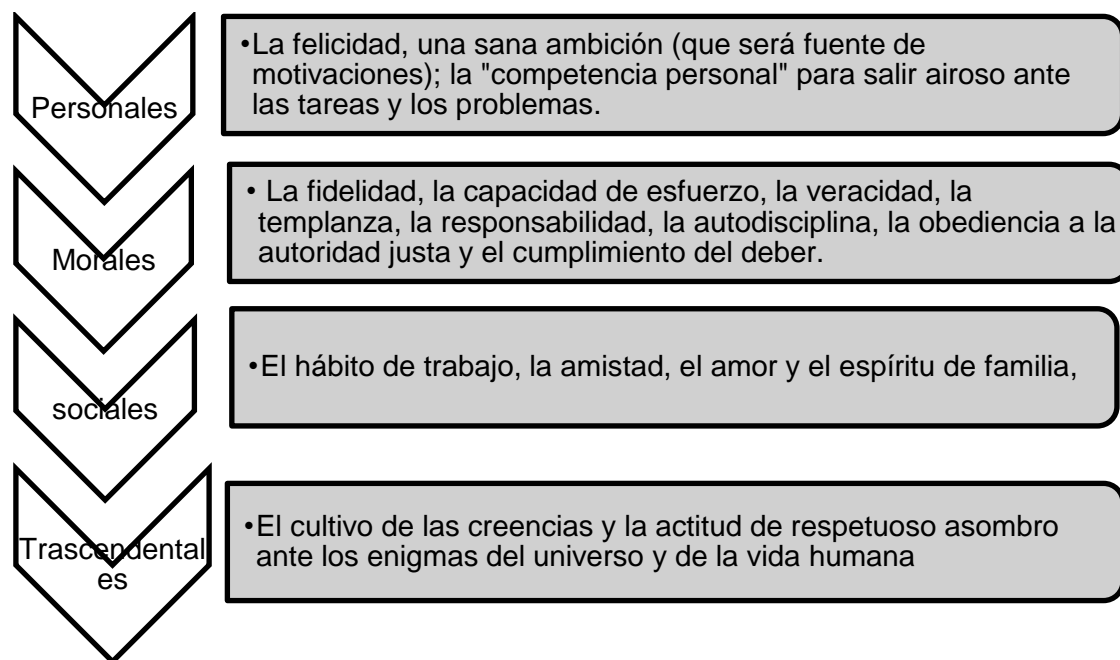 Personales
•La felicidad, una sana ambición (que será fuente de
motivaciones); la "competencia personal" para salir airoso ante
las tareas y los problemas.
Morales
• La fidelidad, la capacidad de esfuerzo, la veracidad, la
templanza, la responsabilidad, la autodisciplina, la obediencia a la
autoridad justa y el cumplimiento del deber.
sociales
•El hábito de trabajo, la amistad, el amor y el espíritu de familia,
Trascendental
es
•El cultivo de las creencias y la actitud de respetuoso asombro
ante los enigmas del universo y de la vida humana